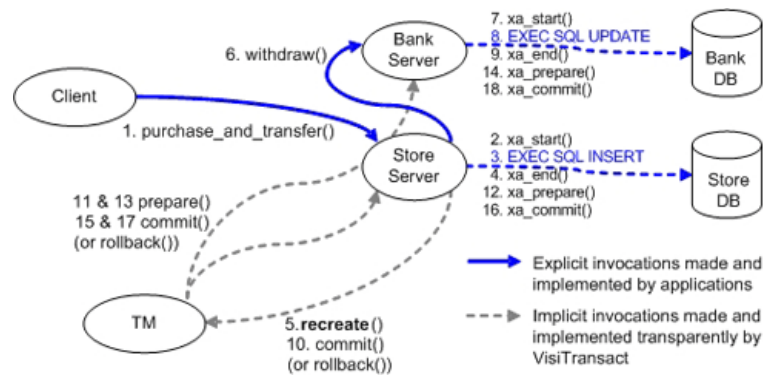 7. xa_start()
8. EXEC SQL UPDATE
9. xa_end()
14. xa_prepare()
18. xa_commit()
Bank
Server
Bank
DB
6. withdraw()
Client
1. purchase_and_transfer()
2. xa_start()
3. EXEC SQL INSERT
4. xa_end()
12. xa_prepare()
16. xa_commit()
Store
Server
Store
DB
11 & 13 prepare()
15 & 17 commit()
(or rollback())
TM
5.recreate()
10. commit()
(or rollback())
Explicit invocations made and
implemented by applications
Implicit invocations made and
implemented transparently by
VisiTransact